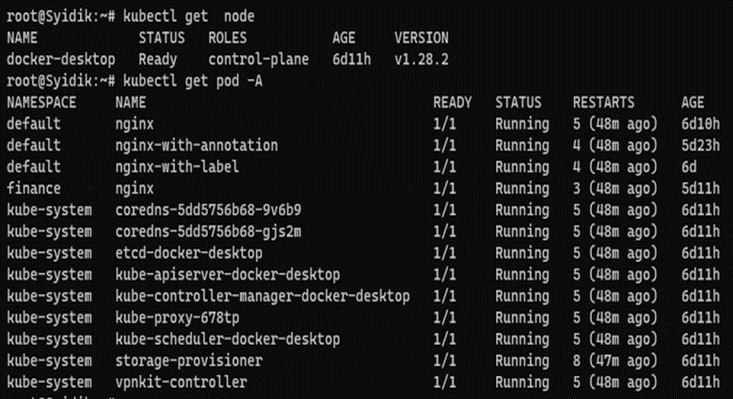 root@Syidik:~# kubectl get  node
NAME             STATUS   ROLES           AGE     VERSION
docker-desktop   Ready    control-plane   6d11h   v1.28.2
root@Syidik:~# kubectl get pod -A
NAMESPACE     NAME                                     READY   STATUS    RESTARTS      AGE
default       nginx                                    1/1     Running   5 (48m ago)   6d10h
default       nginx-with-annotation                    1/1     Running   4 (48m ago)   5d23h
default       nginx-with-label                         1/1     Running   4 (48m ago)   6d
finance       nginx                                    1/1     Running   3 (48m ago)   5d11h
kube-system   coredns-5dd5756b68-9v6b9                 1/1     Running   5 (48m ago)   6d11h
kube-system   coredns-5dd5756b68-gjs2m                 1/1     Running   5 (48m ago)   6d11h
kube-system   etcd-docker-desktop                      1/1     Running   5 (48m ago)   6d11h
kube-system   kube-apiserver-docker-desktop            1/1     Running   5 (48m ago)   6d11h
kube-system   kube-controller-manager-docker-desktop   1/1     Running   5 (48m ago)   6d11h
kube-system   kube-proxy-678tp                         1/1     Running   5 (48m ago)   6d11h
kube-system   kube-scheduler-docker-desktop            1/1     Running   5 (48m ago)   6d11h
kube-system   storage-provisioner                      1/1     Running   8 (47m ago)   6d11h
kube-system   vpnkit-controller                        1/1     Running   5 (48m ago)   6d11h